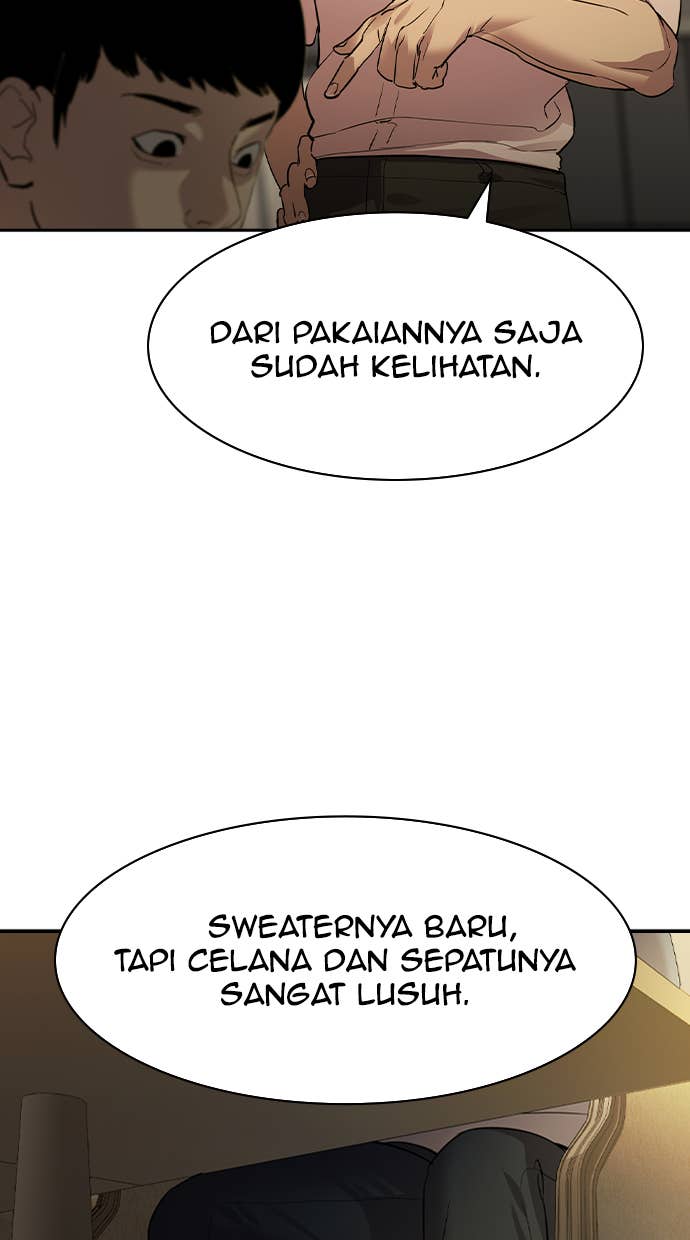 DARI PAKAIANNYA SAJA
SUDAH KELIHATAN.
SWEATERNYA BARU,
TAPI CELANA DAN SEPATUNYA
SANGAT LUSUH.